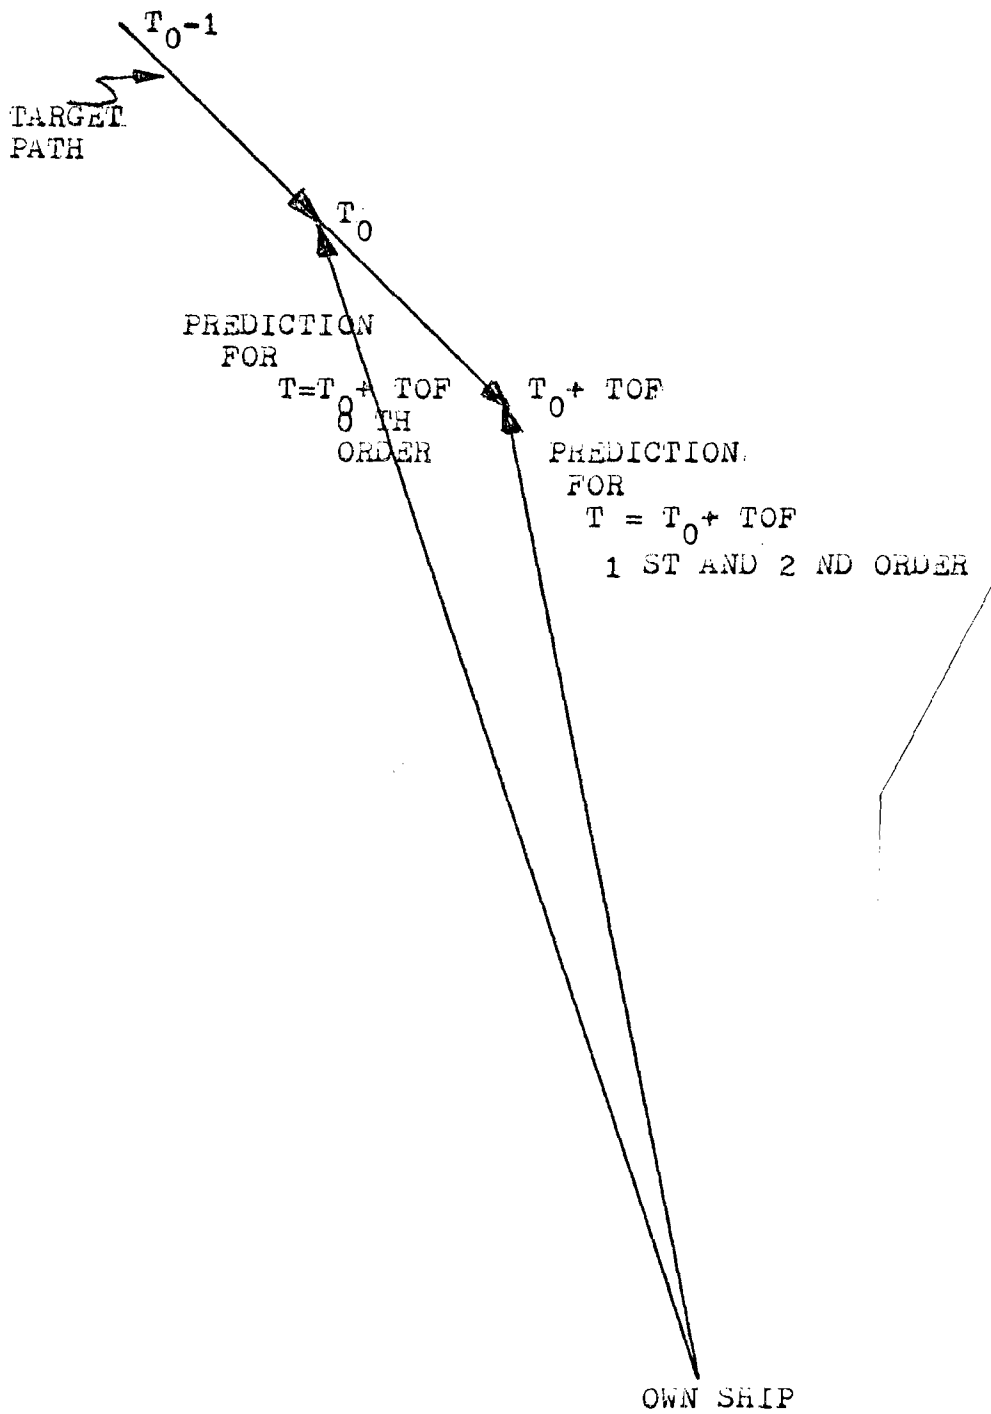 T₀-1
TARGET
PATH
T₀
PREDICTION
FOR
T=T₀+ TOF
0 TH
ORDER
T₀+ TOF
PREDICTION
FOR
T = T₀+ TOF
1 ST AND 2 ND ORDER
OWN SHIP